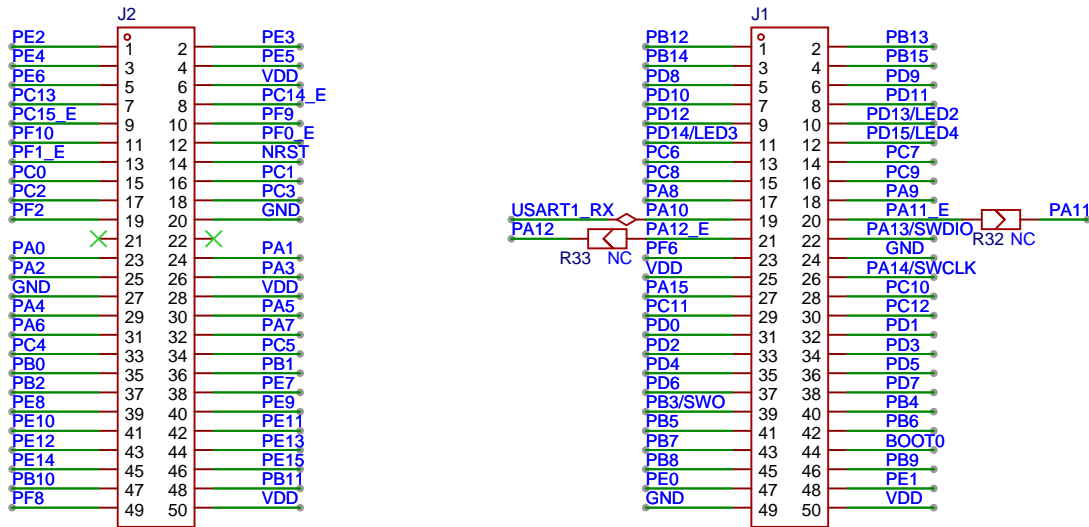 J2 J1
PE2 1 2 PE3 PB12 1 2 PB13
PE4 3 4 PE5 PB14 3 4 PB15
PE6 5 6 VDD PD8 5 6 PD9
PC13 7 8 PC14_E PD10 7 8 PD11
PC15_E 9 10 PF9 PD12 9 10 PD13/LED2
PF10 11 12 PF0_E PD14/LED3 11 12 PD15/LED4
PF1_E 13 14 NRST PC6 13 14 PC7
PC0 15 16 PC1 PC8 15 16 PC9
PC2 17 18 PC3 PA8 17 18 PA9
PF2 19 20 GND USART1_RX PA10 19 20 PA11_E PA11
21 22 PA12 PA12_E 21 22 PA13/SWDIO R32 NC
PA0 23 24 PA1 R33 NC PF6 23 24 GND
PA2 25 26 PA3 VDD 25 26 PA14/SWCLK
GND 27 28 VDD PA15 27 28 PC10
PA4 29 30 PA5 PC11 29 30 PC12
PA6 31 32 PA7 PD0 31 32 PD1
PC4 33 34 PC5 PD2 33 34 PD3
PB0 35 36 PB1 PD4 35 36 PD5
PB2 37 38 PE7 PD6 37 38 PD7
PE8 39 40 PE9 PB3/SWO 39 40 PB4
PE10 41 42 PE11 PB5 41 42 PB6
PE12 43 44 PE13 PB7 43 44 BOOT0
PE14 45 46 PE15 PB8 45 46 PB9
PB10 47 48 PB11 PE0 47 48 PE1
PF8 49 50 VDD GND 49 50 VDD